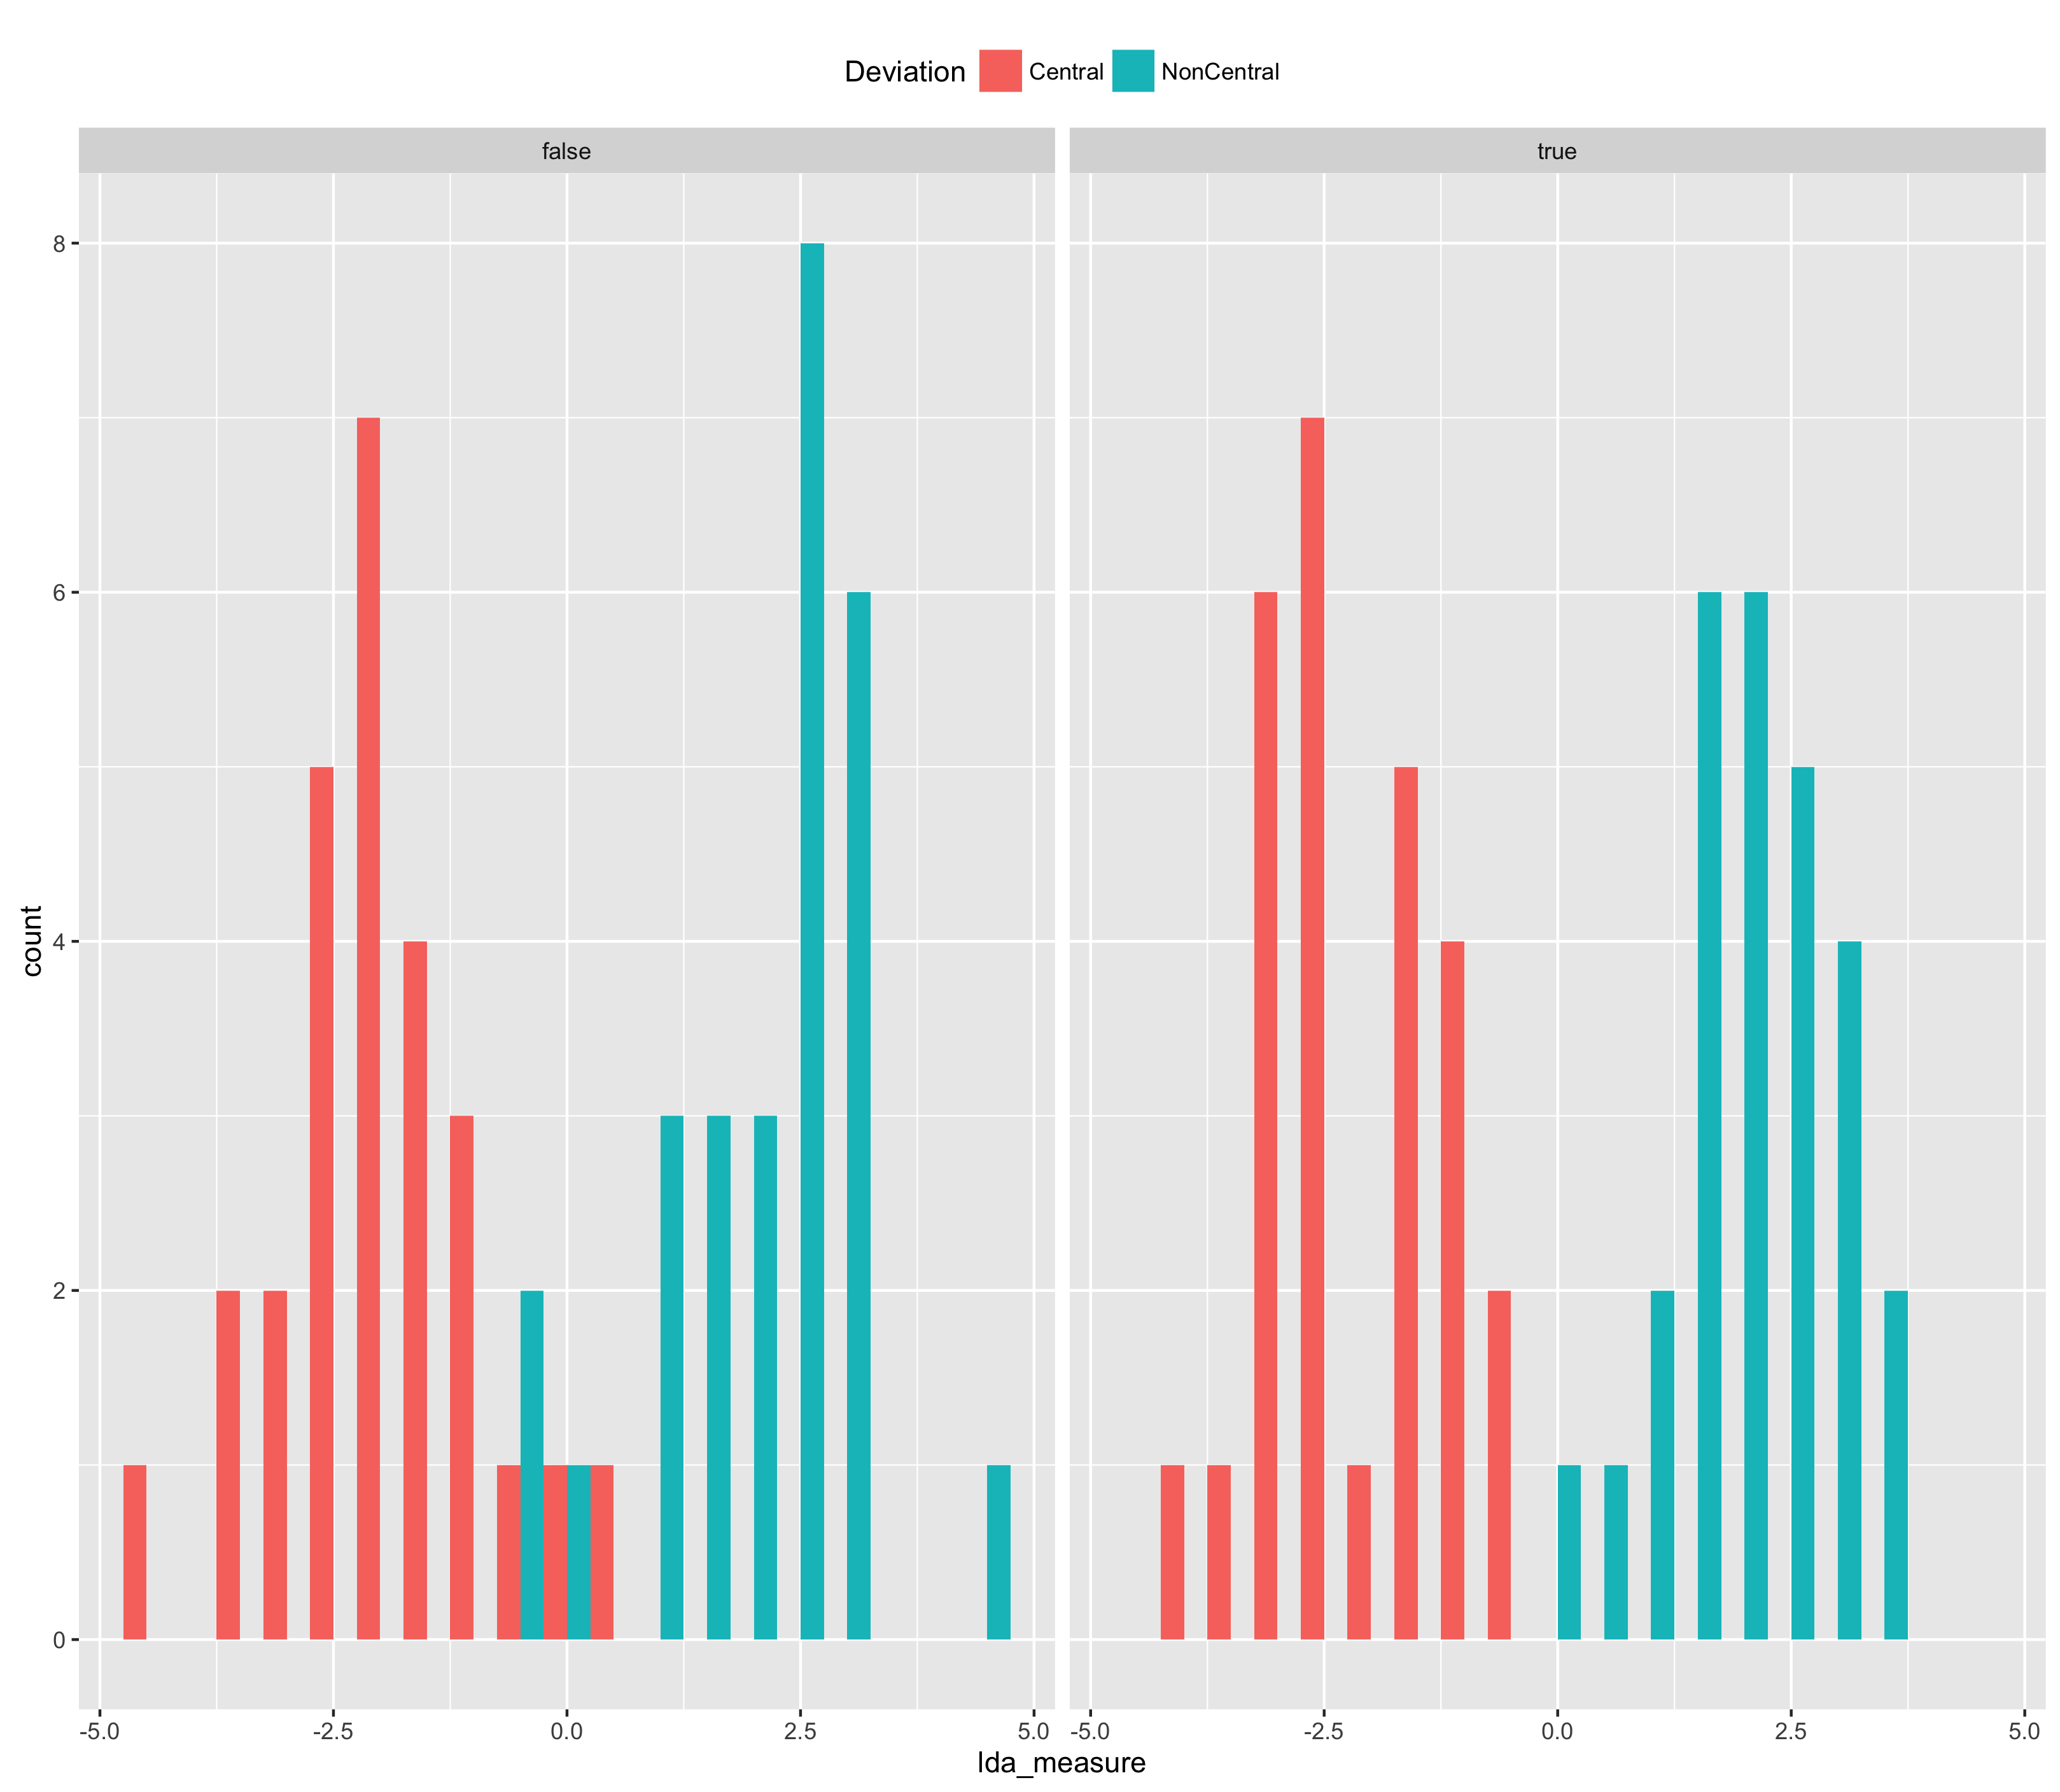 Deviation Central NonCentral
false true
8
6
4
2
0
count
-5.0 -2.5 0.0 2.5 5.0 -5.0 -2.5 0.0 2.5 5.0
lda_measure